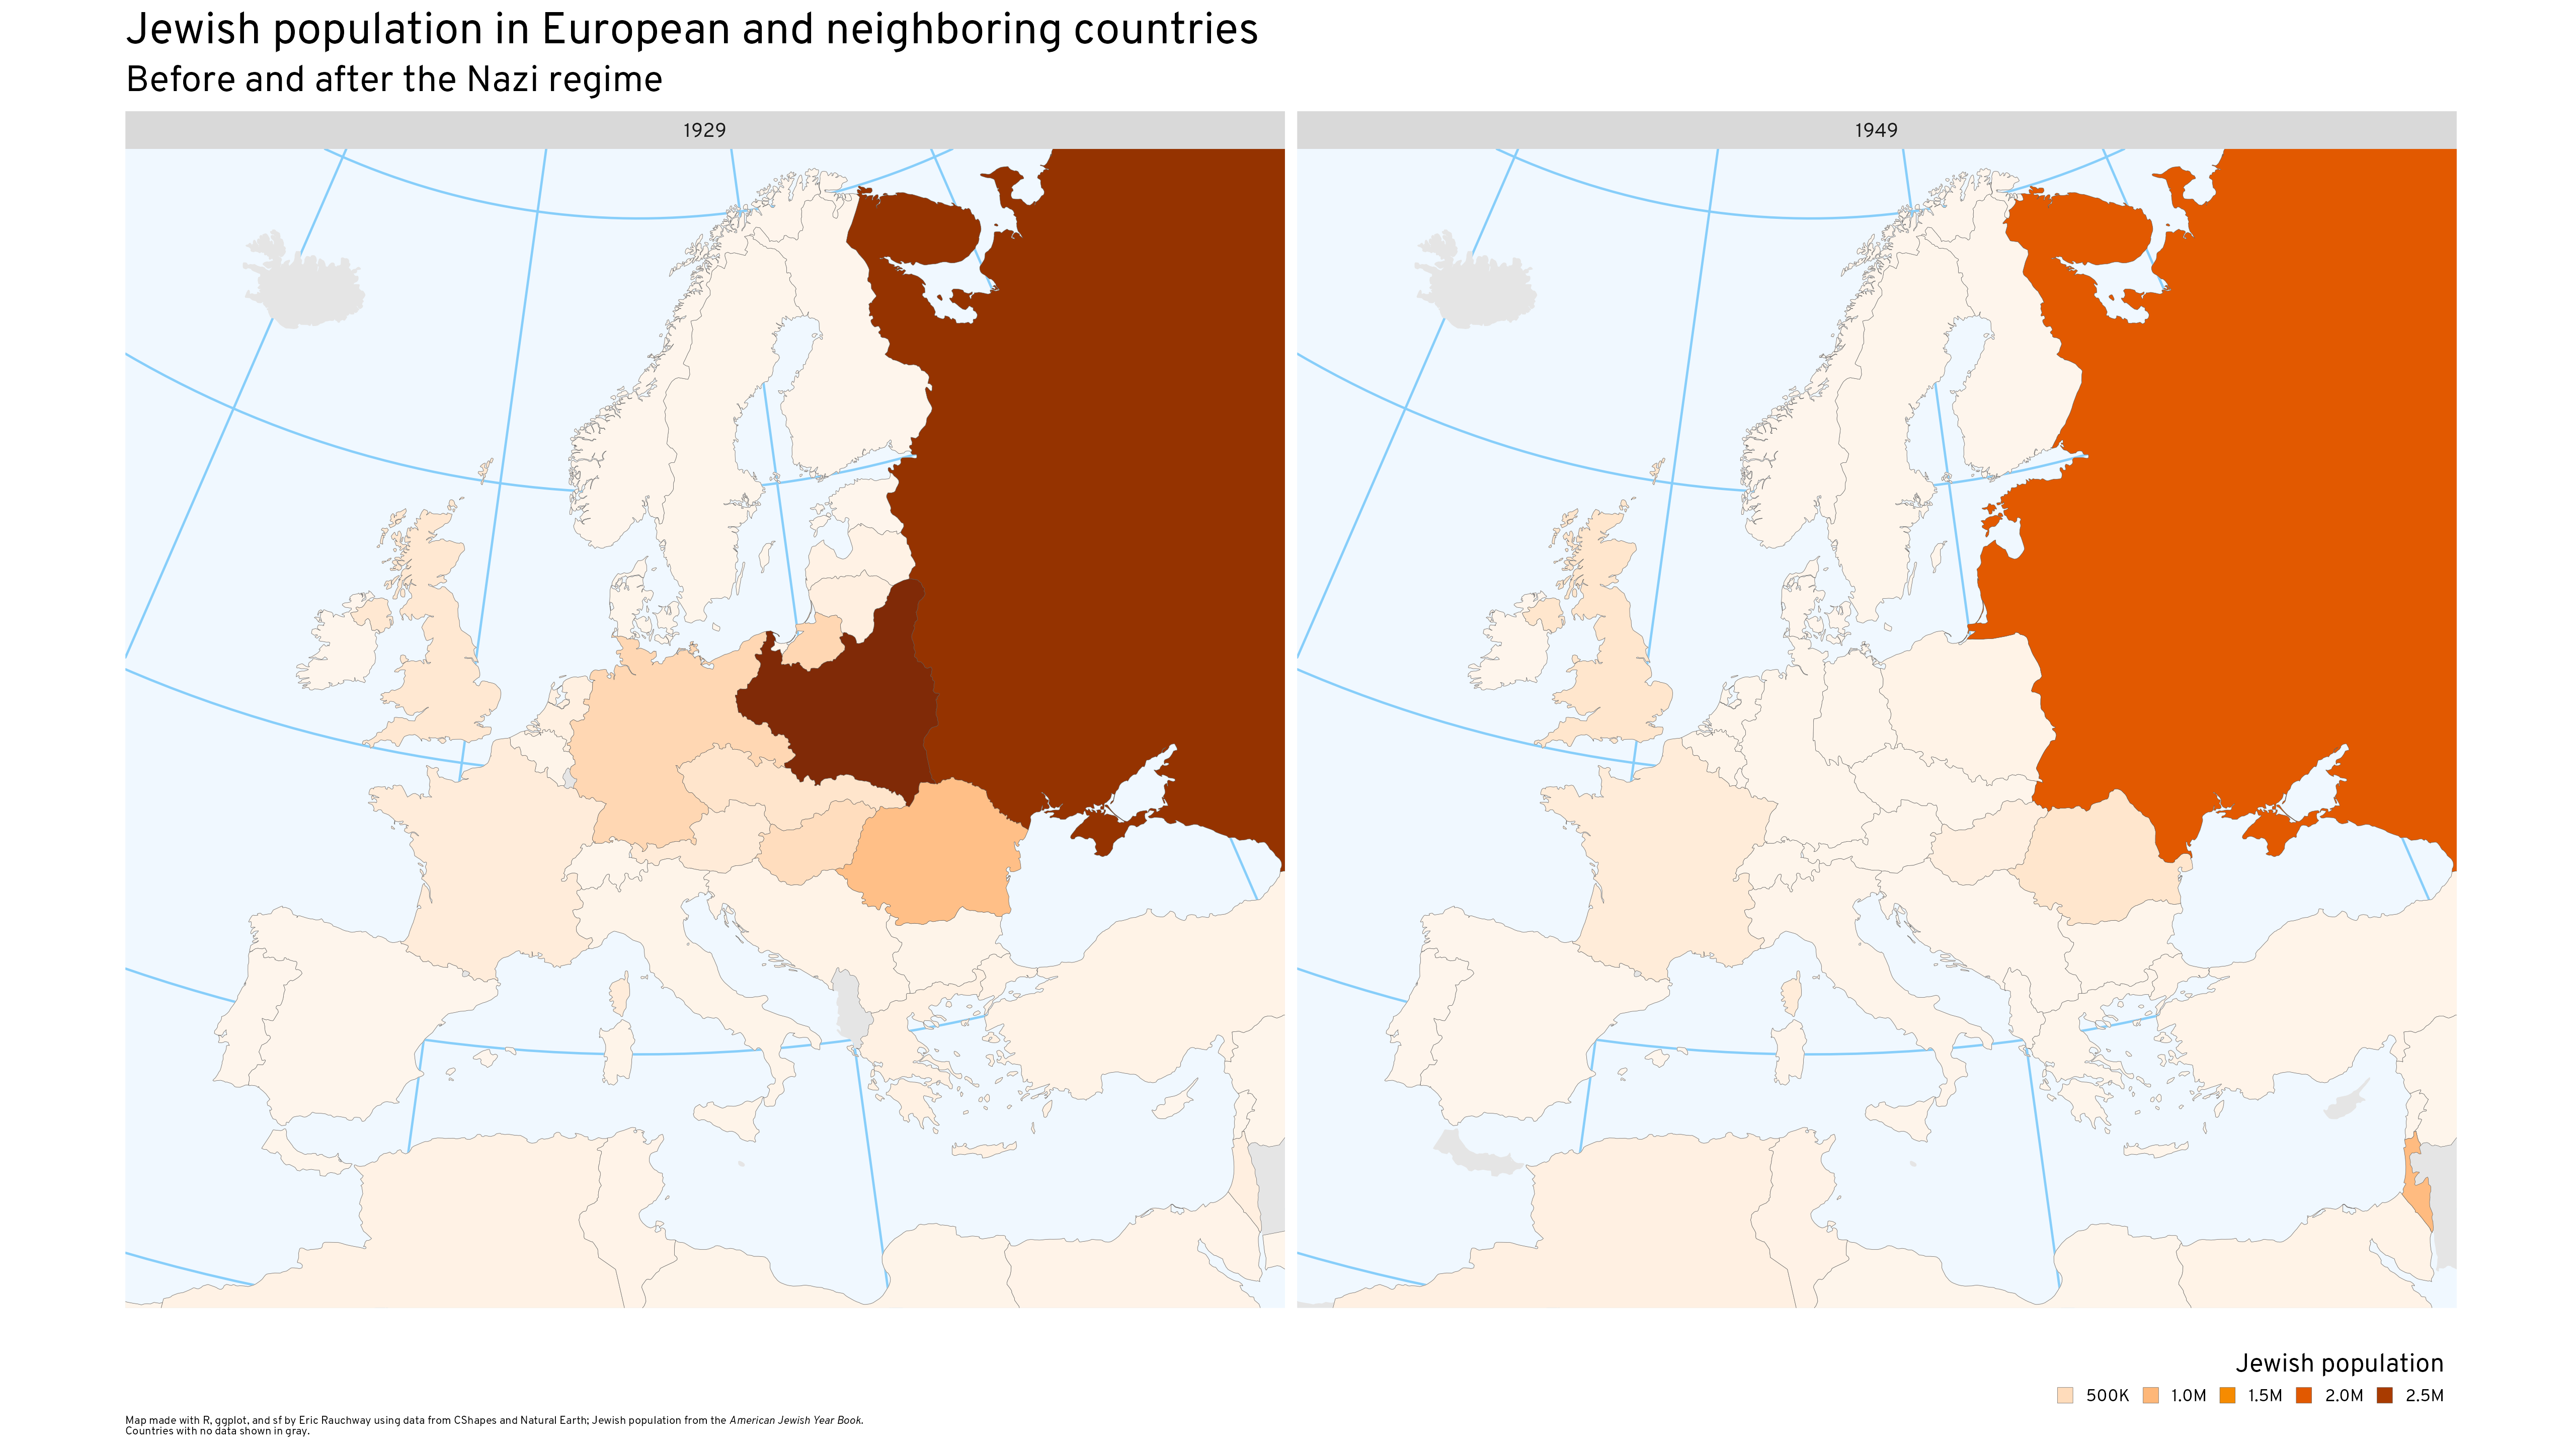 Jewish population in European and neighboring countries
Before and after the Nazi regime
1929
1949
Jewish population
500K
1.0M
1.5M
2.0M
2.5M
Map made with R, ggplot, and sf by Eric Rauchway using data from CShapes and Natural Earth; Jewish population from the American Jewish Year Book.
Countries with no data shown in gray.